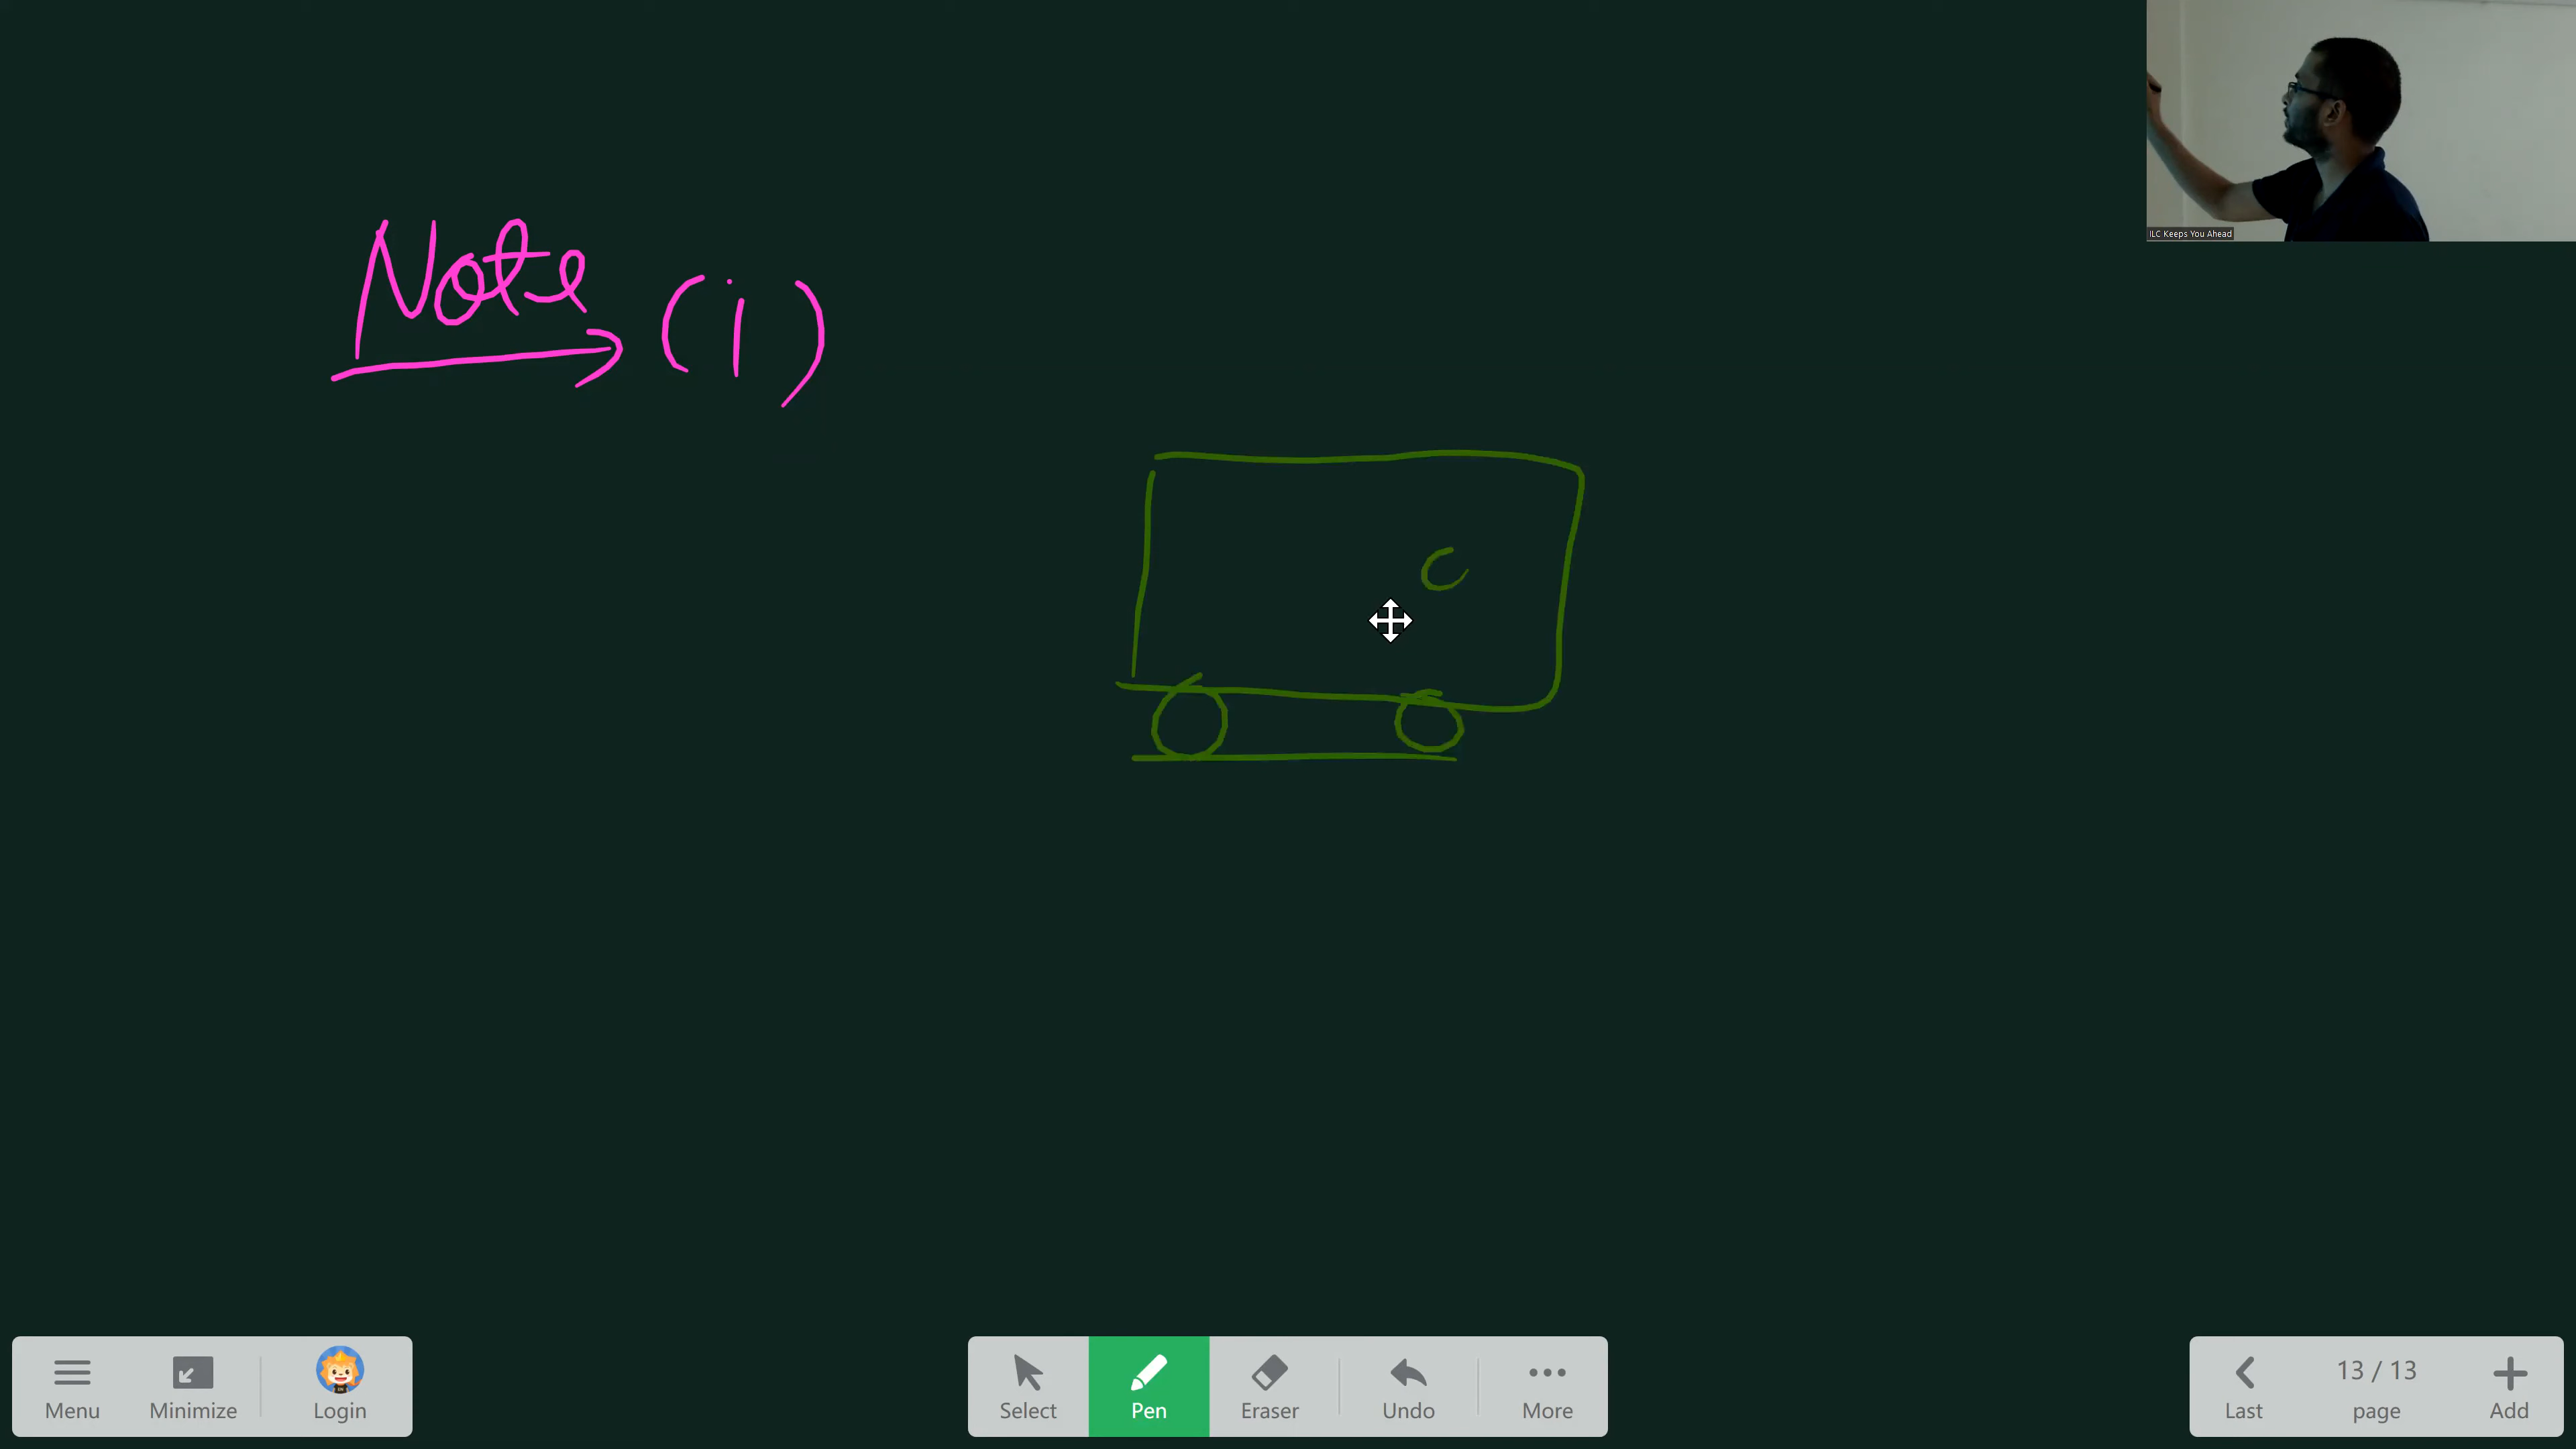 ILC Keeps You Ahead
Note (i)
C
Menu Minimize Login
Select Pen Eraser Undo More
13 / 13
Last page Add